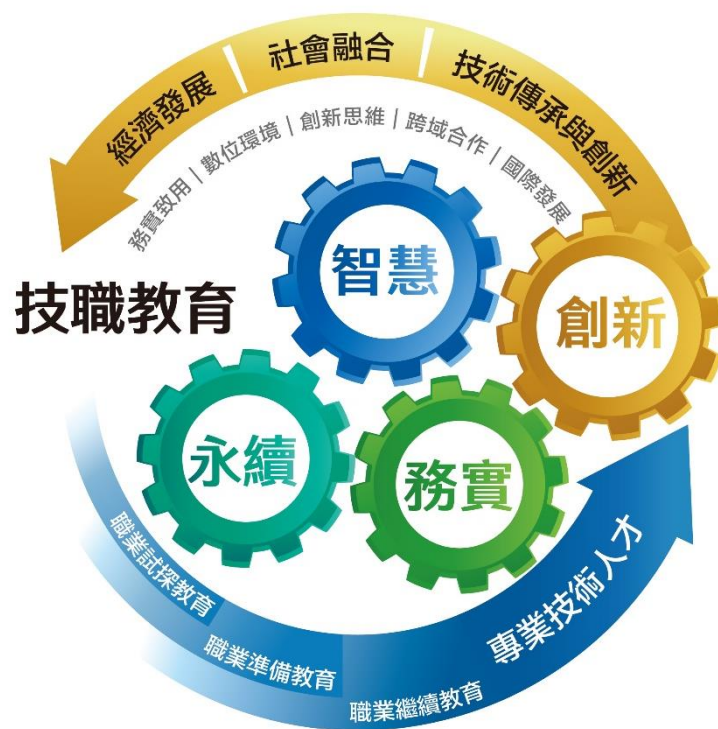 經濟發展｜社會融合｜技術傳承與創新
務實致用｜數位環境｜創新思維｜跨域合作｜國際發展
智慧
技職教育
創新
永續
務實
職業試探教育
職業準備教育
職業繼續教育
專業技術人才